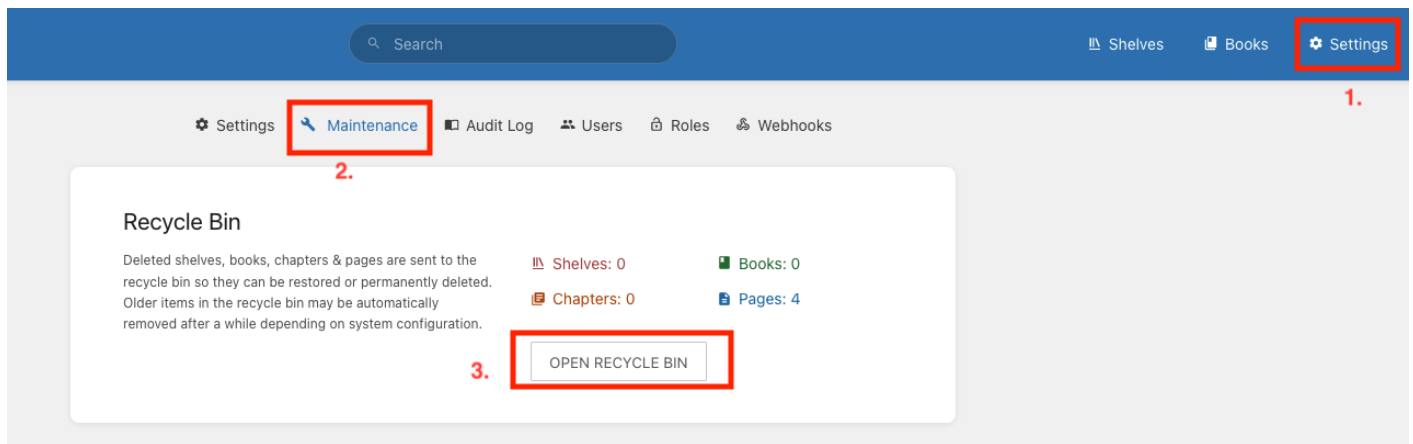 Search
Shelves
Books
Settings
1.
Settings
Maintenance
Audit Log
Users
Roles
Webhooks
2.
Recycle Bin
Deleted shelves, books, chapters & pages are sent to the
recycle bin so they can be restored or permanently deleted.
Older items in the recycle bin may be automatically
removed after a while depending on system configuration.
Shelves: 0
Books: 0
Chapters: 0
Pages: 4
3.
OPEN RECYCLE BIN